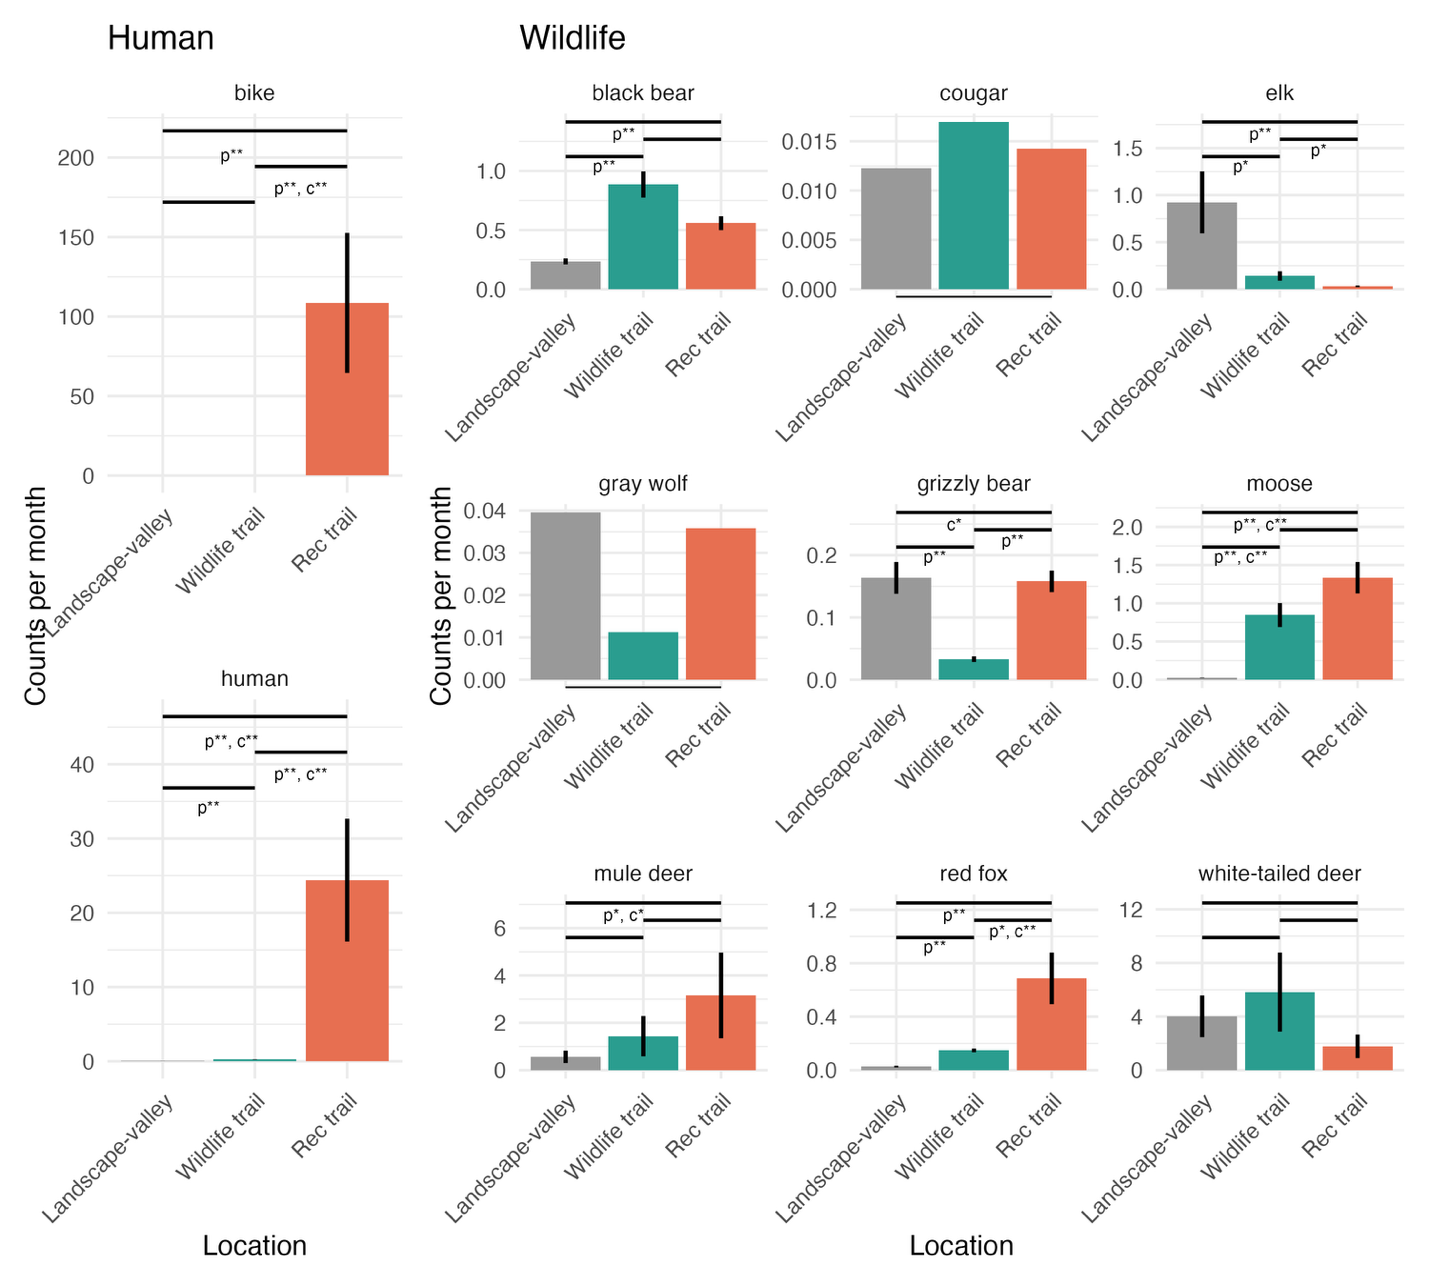 Human
Wildlife
Counts per month
bike
200
150
100
50
0
p**
p**, c**
Landscape-valley
Wildlife trail
Rec trail
human
40
30
20
10
0
p**, c**
p**, c**
p**
Landscape-valley
Wildlife trail
Rec trail
Location
Counts per month
black bear
1.0
0.5
0.0
p**
p**
Landscape-valley
Wildlife trail
Rec trail
cougar
0.015
0.010
0.005
0.000
Landscape-valley
Wildlife trail
Rec trail
elk
1.5
1.0
0.5
0.0
p**
p*
p*
Landscape-valley
Wildlife trail
Rec trail
gray wolf
0.04
0.03
0.02
0.01
0.00
Landscape-valley
Wildlife trail
Rec trail
grizzly bear
0.2
0.1
0.0
c*
p**
p**
Landscape-valley
Wildlife trail
Rec trail
moose
2.0
1.5
1.0
0.5
0.0
p**, c**
p**, c**
Landscape-valley
Wildlife trail
Rec trail
mule deer
6
4
2
0
p*, c*
Landscape-valley
Wildlife trail
Rec trail
red fox
1.2
0.8
0.4
0.0
p**
p*, c**
p**
Landscape-valley
Wildlife trail
Rec trail
white-tailed deer
12
8
4
0
Landscape-valley
Wildlife trail
Rec trail
Location